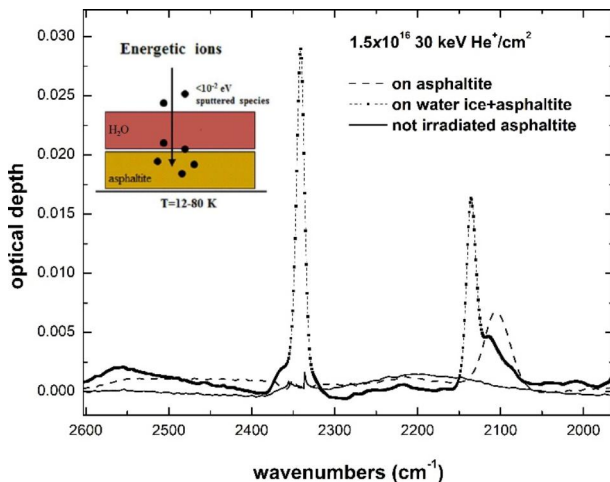 0.030
0.025
0.020
0.015
0.010
0.005
0.000
optical depth
Energetic ions
<10⁻² eV
sputtered species
H₂O
asphaltite
T=12-80 K
1.5x10¹⁶ 30 keV He⁺/cm²
on asphaltite
on water ice+asphaltite
not irradiated asphaltite
2600 2500 2400 2300 2200 2100 2000
wavenumbers (cm⁻¹)